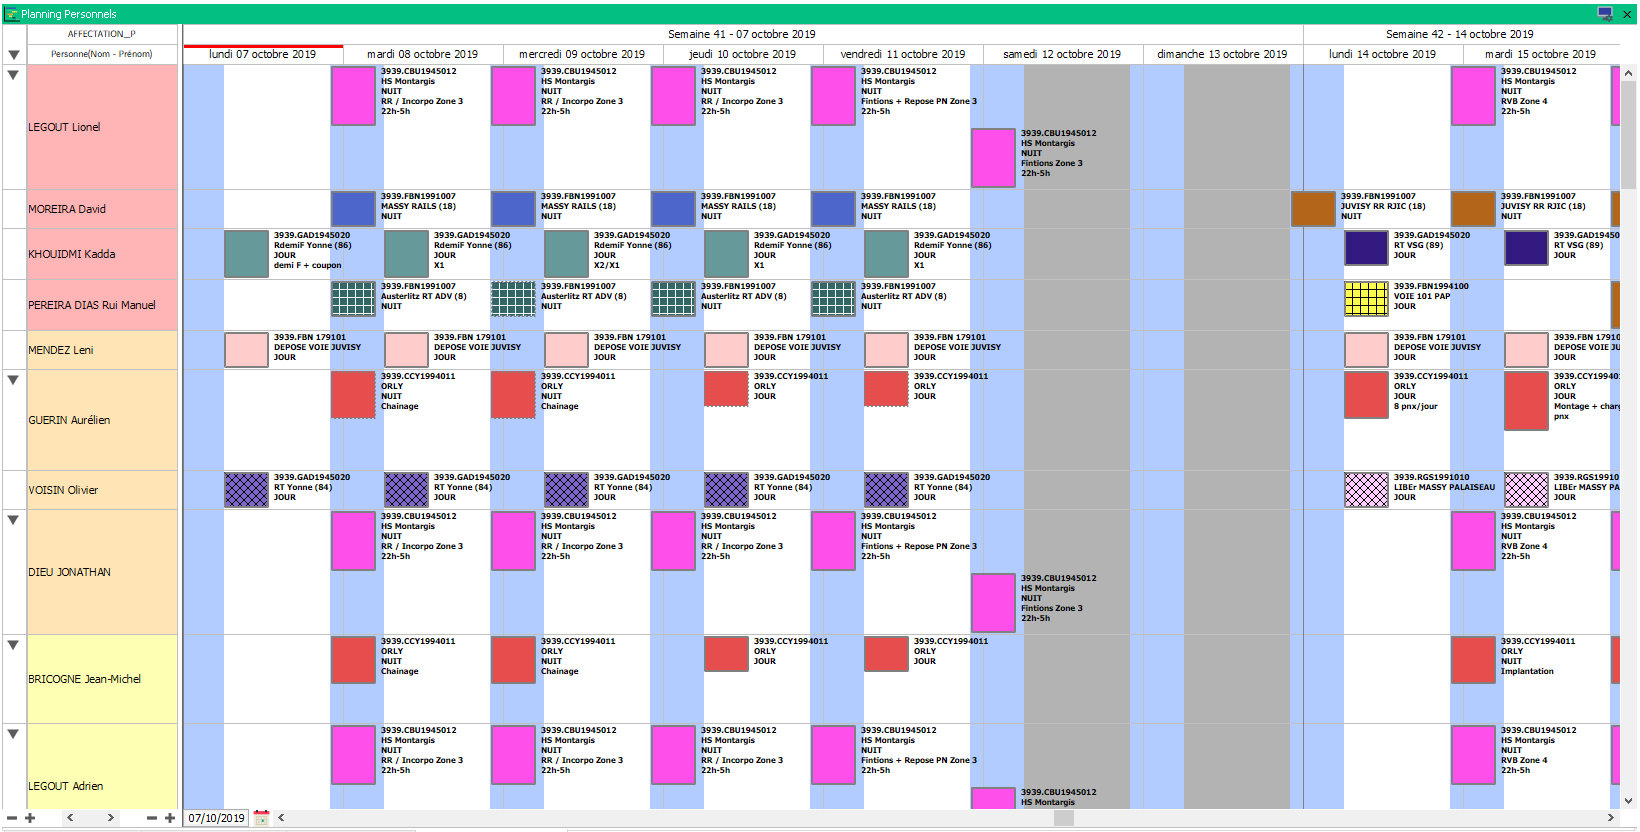 Planning Personnels
AFFECTATION_P
Semaine 41 - 07 octobre 2019
Semaine 42 - 14 octobre 2019
Personne(Nom - Prénom)
lundi 07 octobre 2019
mardi 08 octobre 2019
mercredi 09 octobre 2019
jeudi 10 octobre 2019
vendredi 11 octobre 2019
samedi 12 octobre 2019
dimanche 13 octobre 2019
lundi 14 octobre 2019
mardi 15 octobre 2019
LEGOUT Lionel
3939.CBU1945012
HS Montargis
NUIT
RR / Incorpo Zone 3
22h-5h
3939.CBU1945012
HS Montargis
NUIT
RR / Incorpo Zone 3
22h-5h
3939.CBU1945012
HS Montargis
NUIT
RR / Incorpo Zone 3
22h-5h
3939.CBU1945012
HS Montargis
NUIT
Fintions + Repose PN Zone 3
22h-5h
3939.CBU1945012
HS Montargis
NUIT
Fintions Zone 3
22h-5h
3939.CBU1945012
HS Montargis
NUIT
RVB Zone 4
22h-5h
MOREIRA David
3939.FBN1991007
MASSY RAILS (18)
NUIT
3939.FBN1991007
MASSY RAILS (18)
NUIT
3939.FBN1991007
MASSY RAILS (18)
NUIT
3939.FBN1991007
MASSY RAILS (18)
NUIT
3939.FBN1991007
JUVISY RR RJIC (18)
NUIT
3939.FBN1991007
JUVISY RR RJIC (18)
NUIT
KHOUIDMI Kadda
3939.GAD1945020
RdemiF Yonne (86)
JOUR
demi F + coupon
3939.GAD1945020
RdemiF Yonne (86)
JOUR
X1
3939.GAD1945020
RdemiF Yonne (86)
JOUR
X2/X1
3939.GAD1945020
RdemiF Yonne (86)
JOUR
X1
3939.GAD1945020
RdemiF Yonne (86)
JOUR
X1
3939.GAD1945020
RT VSG (89)
JOUR
3939.GAD19450
RT VSG (89)
JOUR
PEREIRA DIAS Rui Manuel
3939.FBN1991007
Austerlitz RT ADV (8)
NUIT
3939.FBN1991007
Austerlitz RT ADV (8)
NUIT
3939.FBN1991007
Austerlitz RT ADV (8)
NUIT
3939.FBN1991007
Austerlitz RT ADV (8)
NUIT
3939.FBN1994100
VOIE 101 PAP
JOUR
MENDEZ Leni
3939.FBN 179101
DEPOSE VOIE JUVISY
JOUR
3939.FBN 179101
DEPOSE VOIE JUVISY
JOUR
3939.FBN 179101
DEPOSE VOIE JUVISY
JOUR
3939.FBN 179101
DEPOSE VOIE JUVISY
JOUR
3939.FBN 179101
DEPOSE VOIE JUVISY
JOUR
3939.FBN 179101
DEPOSE VOIE JUVISY
JOUR
3939.FBN 17910
DEPOSE VOIE JU
JOUR
GUERIN Aurélien
3939.CCY1994011
ORLY
NUIT
Chainage
3939.CCY1994011
ORLY
NUIT
Chainage
3939.CCY1994011
ORLY
JOUR
3939.CCY1994011
ORLY
JOUR
3939.CCY1994011
ORLY
JOUR
8 pnx/jour
3939.CCY19940
ORLY
JOUR
Montage + charg
pnx
VOISIN Olivier
3939.GAD1945020
RT Yonne (84)
JOUR
3939.GAD1945020
RT Yonne (84)
JOUR
3939.GAD1945020
RT Yonne (84)
JOUR
3939.GAD1945020
RT Yonne (84)
JOUR
3939.GAD1945020
RT Yonne (84)
JOUR
3939.RGS1991010
LIBEr MASSY PALAISEAU
JOUR
3939.RGS19910
LIBEr MASSY PA
JOUR
DIEU JONATHAN
3939.CBU1945012
HS Montargis
NUIT
RR / Incorpo Zone 3
22h-5h
3939.CBU1945012
HS Montargis
NUIT
RR / Incorpo Zone 3
22h-5h
3939.CBU1945012
HS Montargis
NUIT
RR / Incorpo Zone 3
22h-5h
3939.CBU1945012
HS Montargis
NUIT
Fintions + Repose PN Zone 3
22h-5h
3939.CBU1945012
HS Montargis
NUIT
Fintions Zone 3
22h-5h
3939.CBU1945012
HS Montargis
NUIT
RVB Zone 4
22h-5h
BRICOGNE Jean-Michel
3939.CCY1994011
ORLY
NUIT
Chainage
3939.CCY1994011
ORLY
NUIT
Chainage
3939.CCY1994011
ORLY
JOUR
3939.CCY1994011
ORLY
JOUR
3939.CCY1994011
ORLY
NUIT
Implantation
LEGOUT Adrien
3939.CBU1945012
HS Montargis
NUIT
RR / Incorpo Zone 3
22h-5h
3939.CBU1945012
HS Montargis
NUIT
RR / Incorpo Zone 3
22h-5h
3939.CBU1945012
HS Montargis
NUIT
RR / Incorpo Zone 3
22h-5h
3939.CBU1945012
HS Montargis
NUIT
Fintions + Repose PN Zone 3
22h-5h
3939.CBU1945012
HS Montargis
3939.CBU1945012
HS Montargis
NUIT
RVB Zone 4
22h-5h
07/10/2019